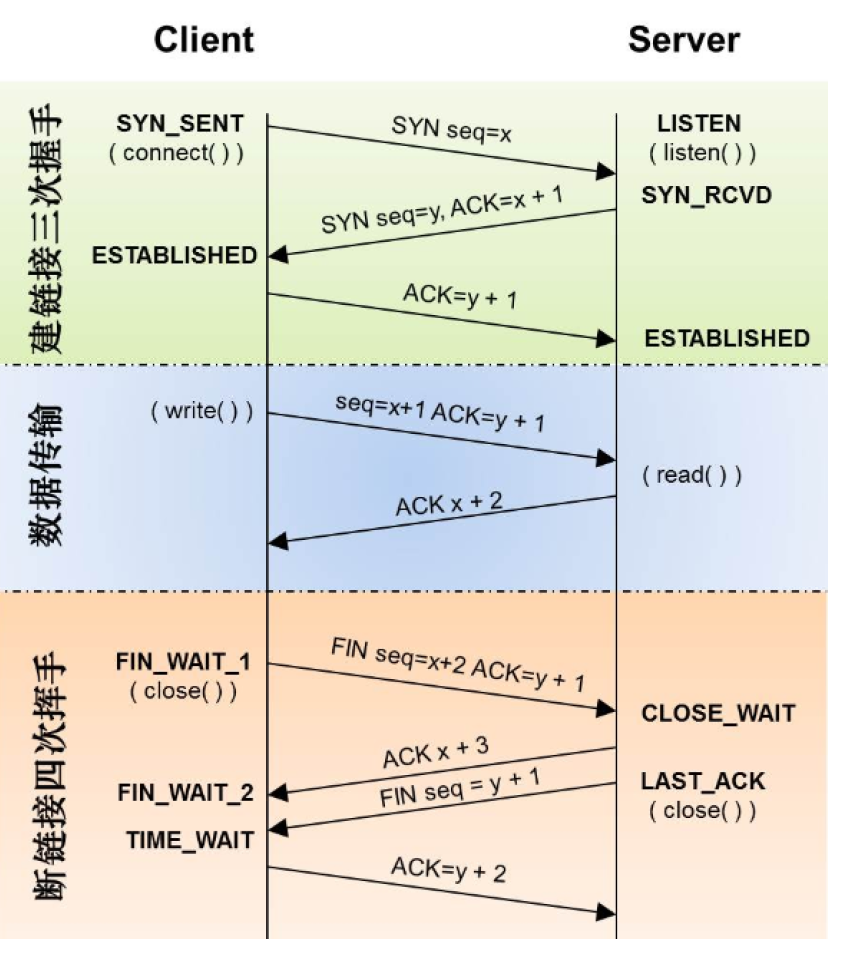 Client
Server
建链接三次握手
SYN_SENT
( connect( ) )
SYN seq=x
LISTEN
( listen( ) )
SYN_RCVD
SYN seq=y, ACK=x + 1
ESTABLISHED
ACK=y + 1
ESTABLISHED
数据传输
( write( ) )
seq=x+1 ACK=y + 1
( read( ) )
ACK x + 2
断链接四次挥手
FIN_WAIT_1
( close( ) )
FIN seq=x+2 ACK=y + 1
CLOSE_WAIT
ACK x + 3
FIN_WAIT_2
FIN seq = y + 1
LAST_ACK
( close( ) )
TIME_WAIT
ACK=y + 2